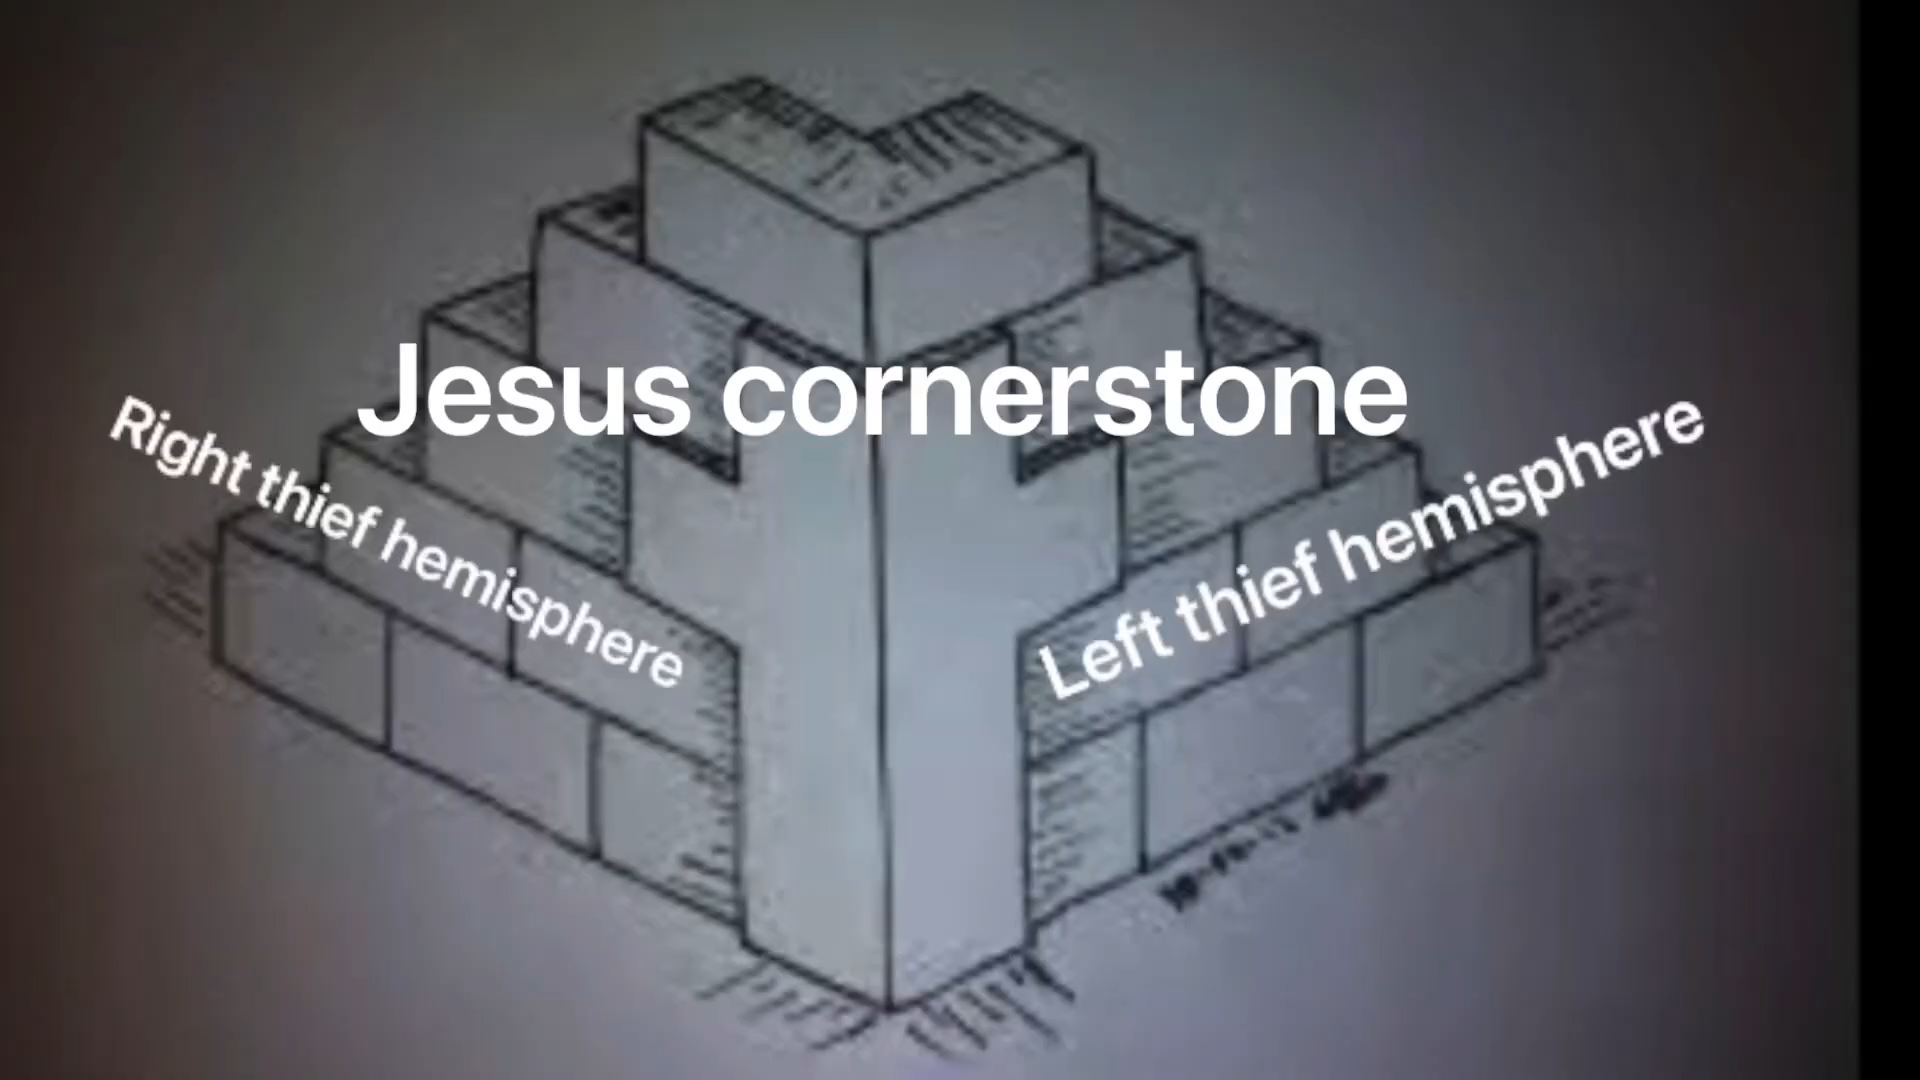 Jesus cornerstone
Right thief hemisphere
Left thief hemisphere